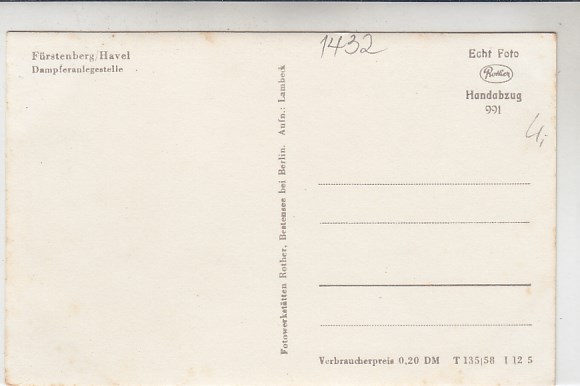 Fürstenberg/Havel
Dampferanlegestelle
1432
Echt Foto
Rother
Handabzug
991
4,-
Fotowerkstätten Rother, Bestensee bei Berlin. Aufn.: Lambeck
Verbraucherpreis 0,20 DM T 135/58 I 12 5